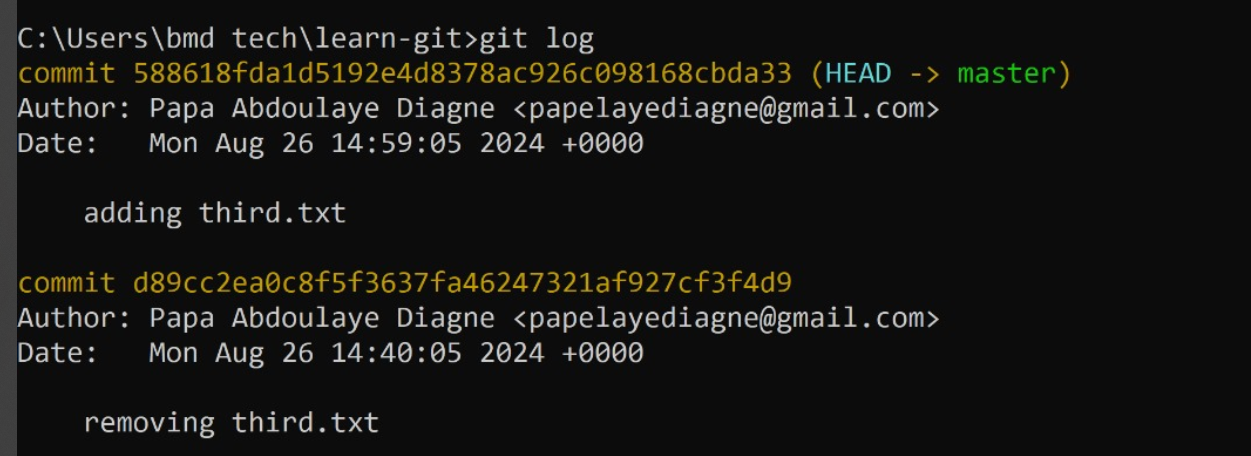 C:\Users\bmd tech\learn-git>git log
commit 588618fda1d5192e4d8378ac926c098168cbda33 (HEAD -> master)
Author: Papa Abdoulaye Diagne <papelayediagne@gmail.com>
Date:   Mon Aug 26 14:59:05 2024 +0000
adding third.txt
commit d89cc2ea0c8f5f3637fa46247321af927cf3f4d9
Author: Papa Abdoulaye Diagne <papelayediagne@gmail.com>
Date:   Mon Aug 26 14:40:05 2024 +0000
removing third.txt